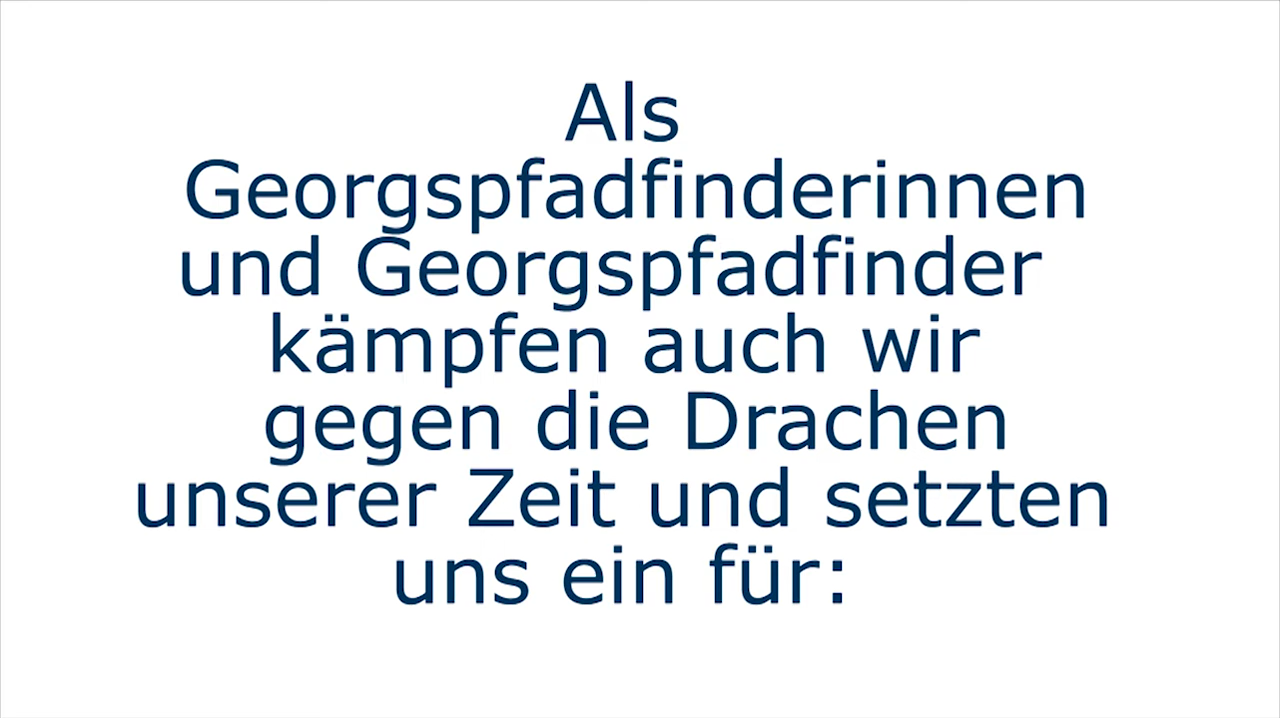 Als
Georgspfadfinderinnen
und Georgspfadfinder
kämpfen auch wir
gegen die Drachen
unserer Zeit und setzten
uns ein für: